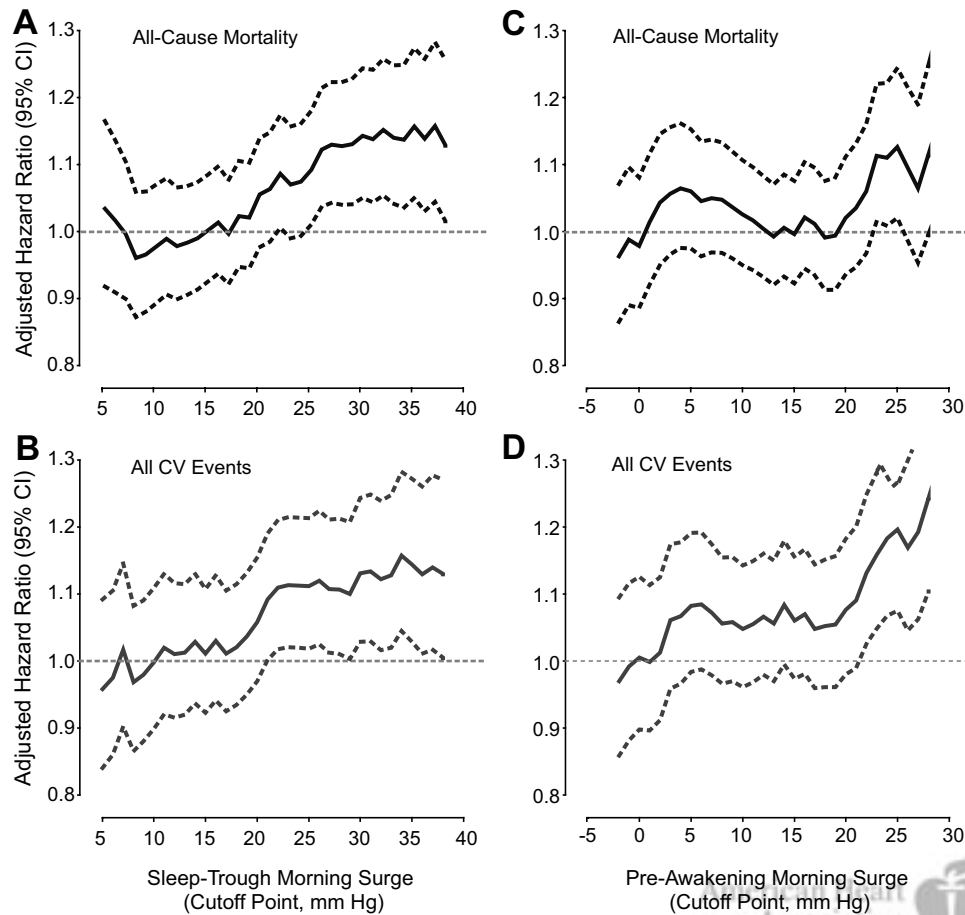 A
All-Cause Mortality
Adjusted Hazard Ratio (95% CI)
1.3
1.2
1.1
1.0
0.9
0.8
5 10 15 20 25 30 35 40
C
All-Cause Mortality
1.3
1.2
1.1
1.0
0.9
0.8
-5 0 5 10 15 20 25 30
B
All CV Events
Adjusted Hazard Ratio (95% CI)
1.3
1.2
1.1
1.0
0.9
0.8
5 10 15 20 25 30 35 40
Sleep-Trough Morning Surge
(Cutoff Point, mm Hg)
D
All CV Events
1.3
1.2
1.1
1.0
0.9
0.8
-5 0 5 10 15 20 25 30
Pre-Awakening Morning Surge
(Cutoff Point, mm Hg)
American Heart